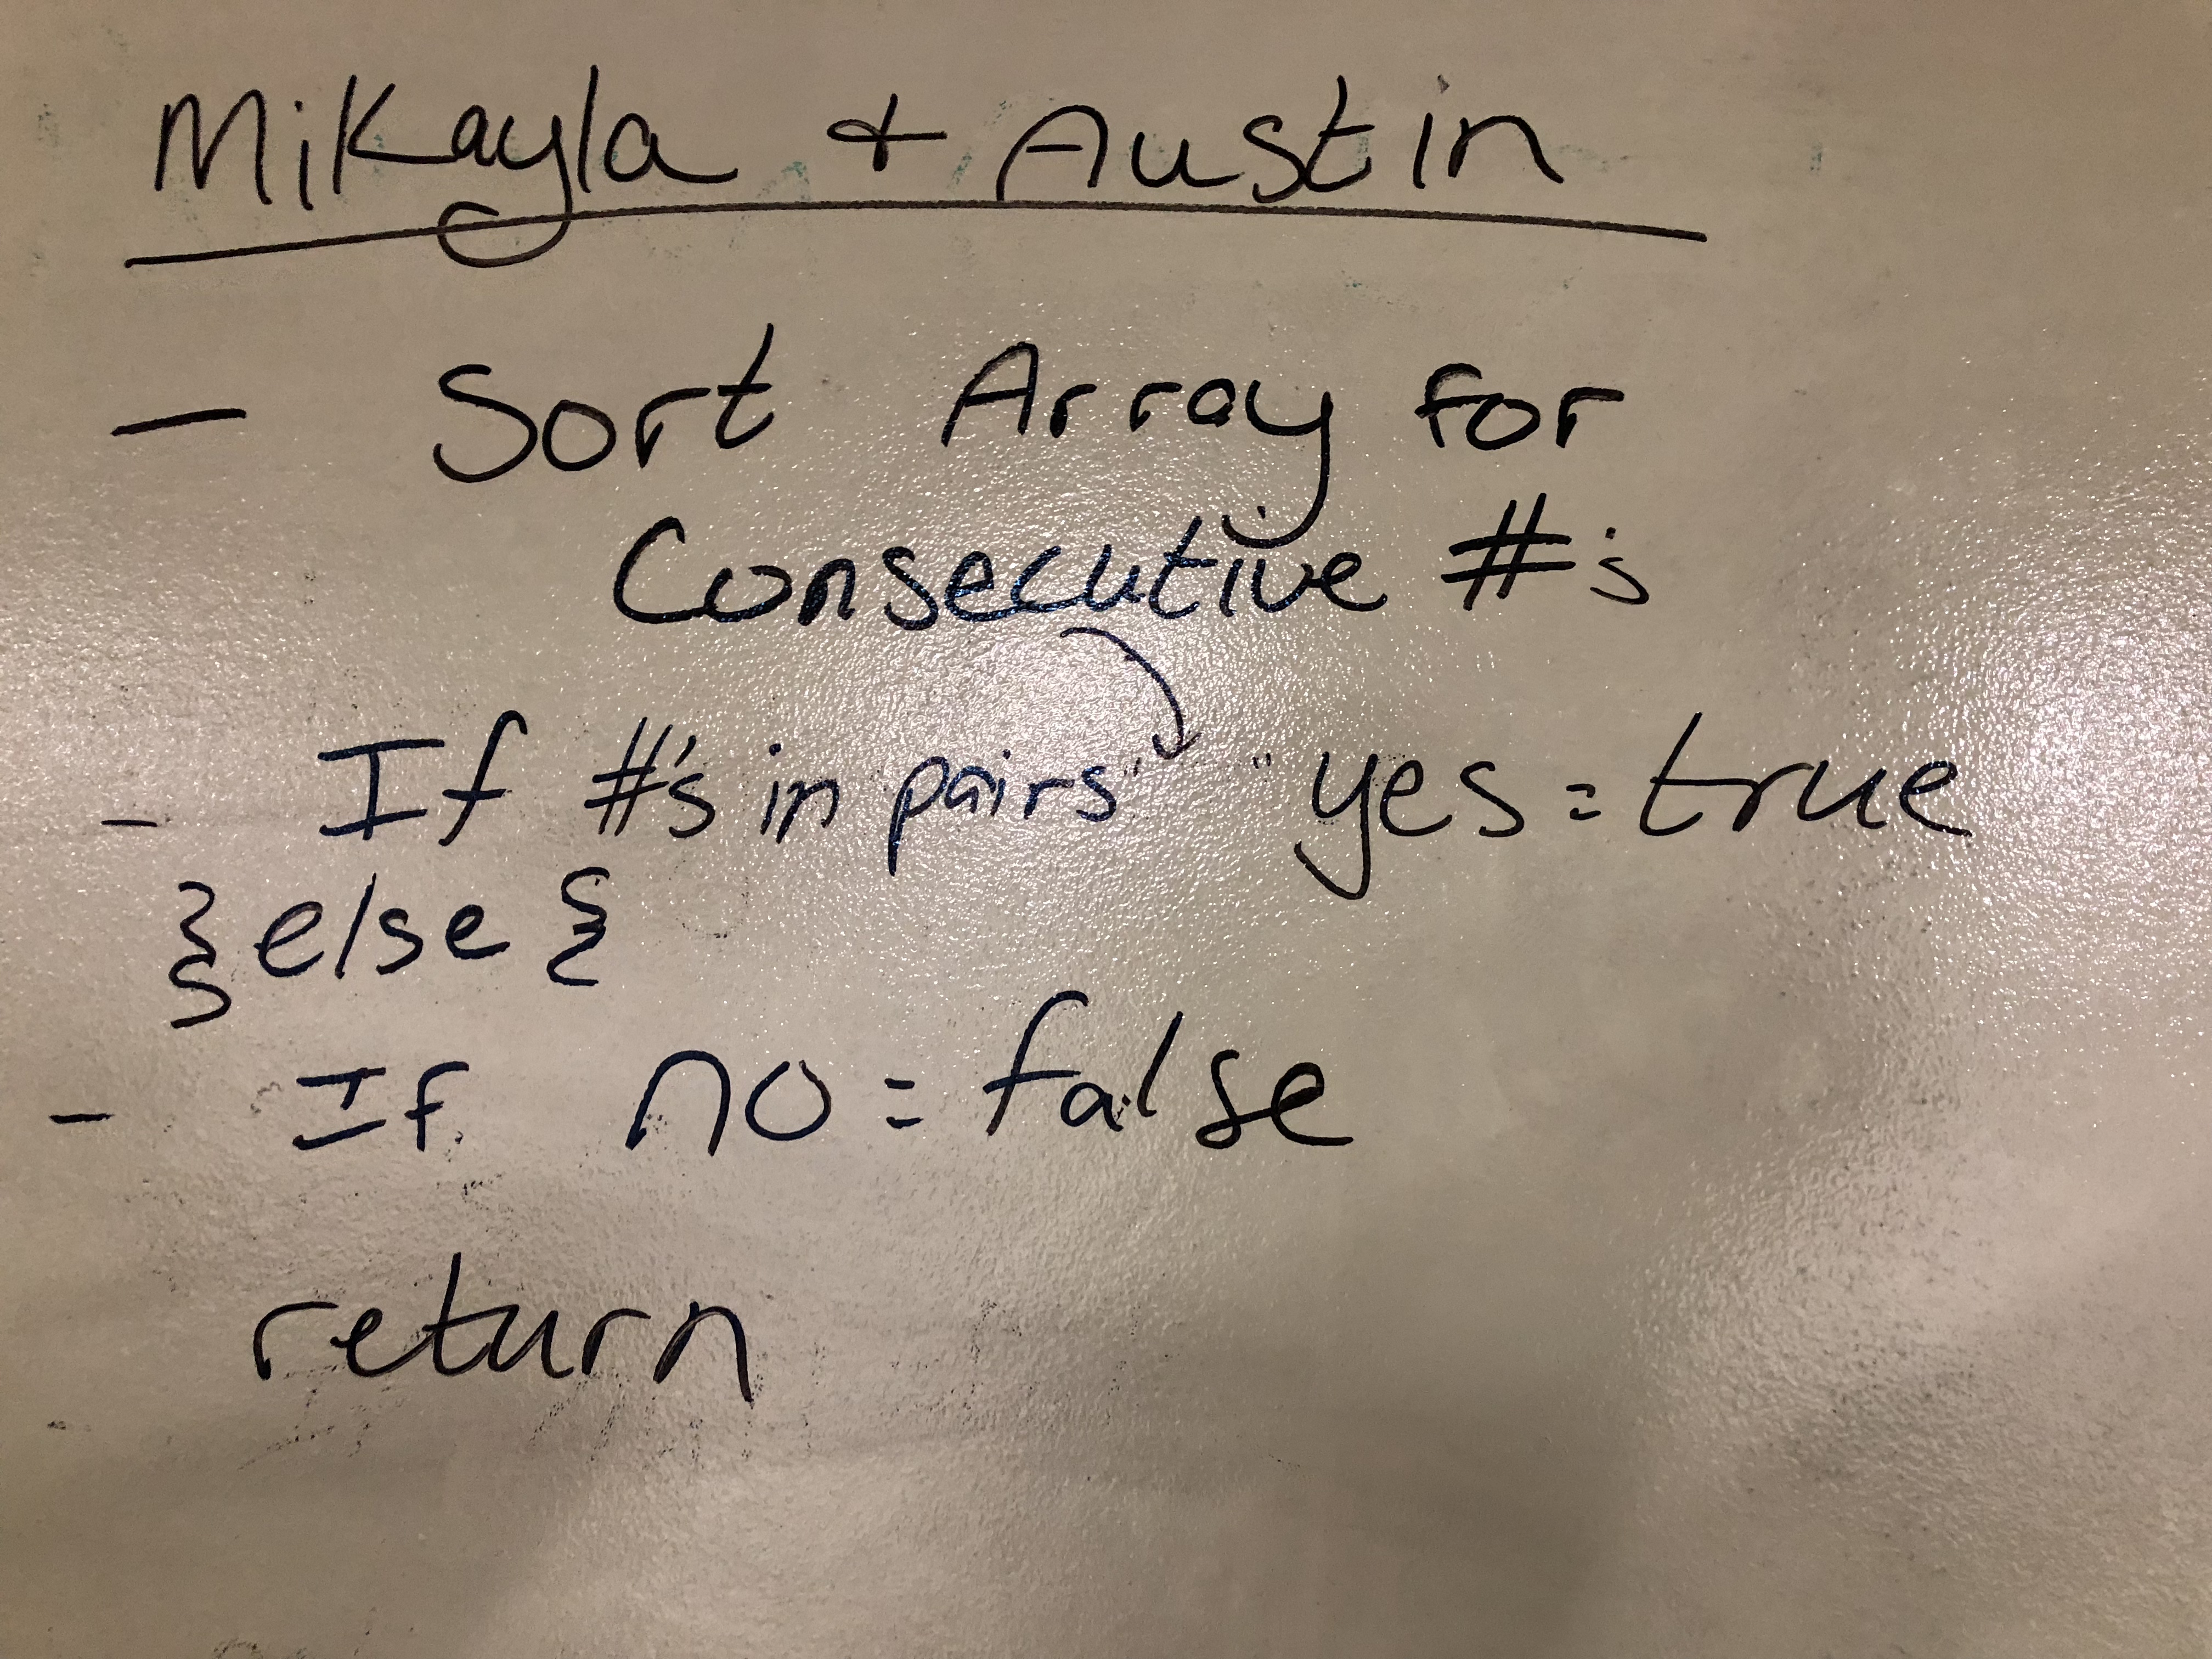 Mikayla + Austin
- Sort Array for
Consecutive #'s
- If #'s in pairs" " yes = true
} else {
- If no = false
return